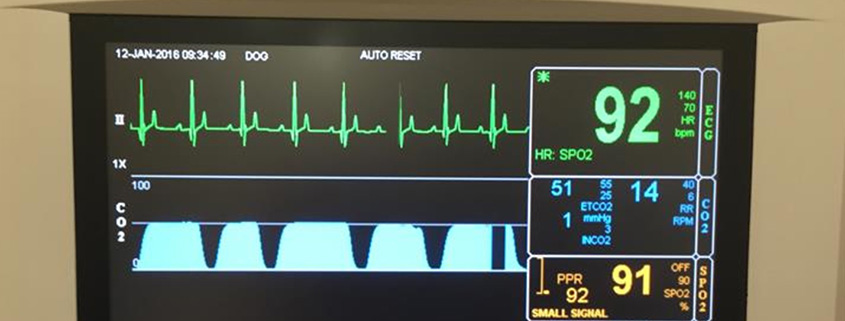 12-JAN-2016 09:34:49 DOG AUTO RESET
II
1X
100
CO2
0
92
140
70
HR
bpm
ECG
HR: SPO2
51
55
25
ETCO2
mmHg
1
3
INCO2
14
40
6
RR
RPM
CO2
PPR
92
91
OFF
90
SPO2
%
SPO2
SMALL SIGNAL